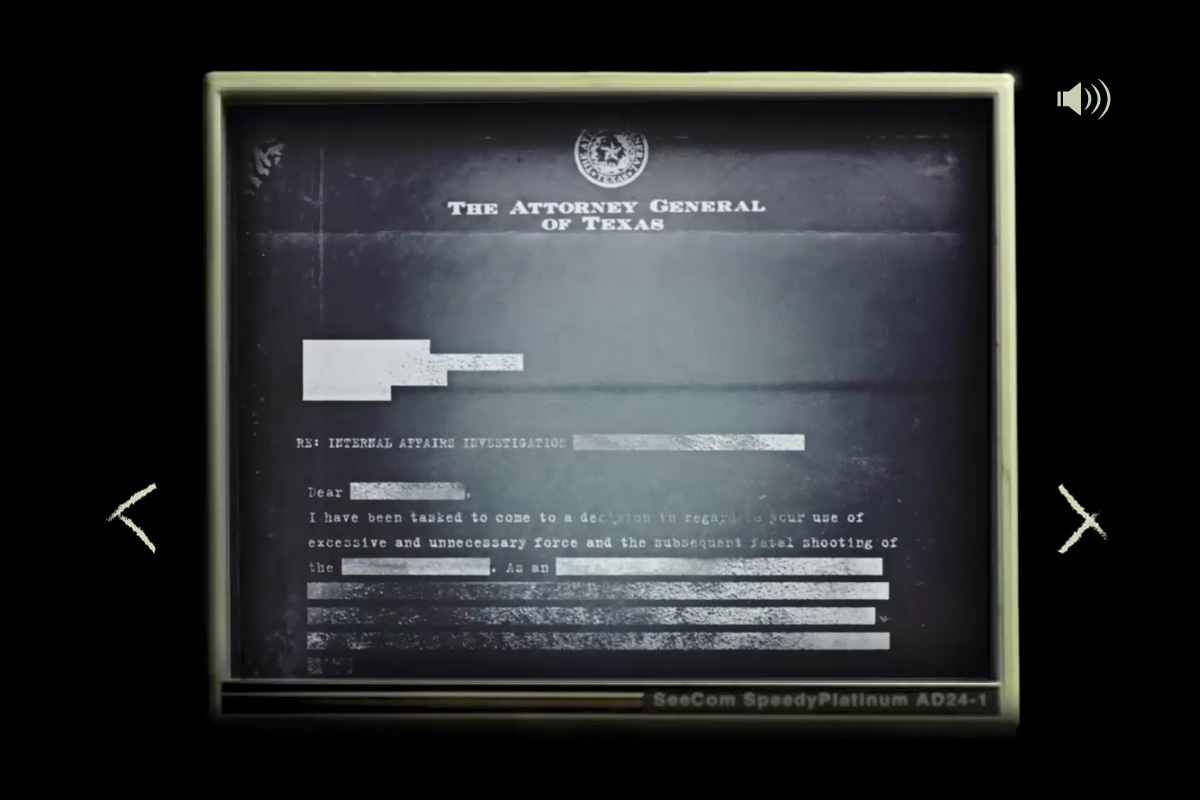 TEXAS
THE ATTORNEY GENERAL
OF TEXAS
RE: INTERNAL AFFAIRS INVESTIGATION
Dear ,
I have been tasked to come to a decision in regard to your use of
excessive and unnecessary force and the subsequent fatal shooting of
the . As an
SeeCom SpeedyPlatinum AD24-1